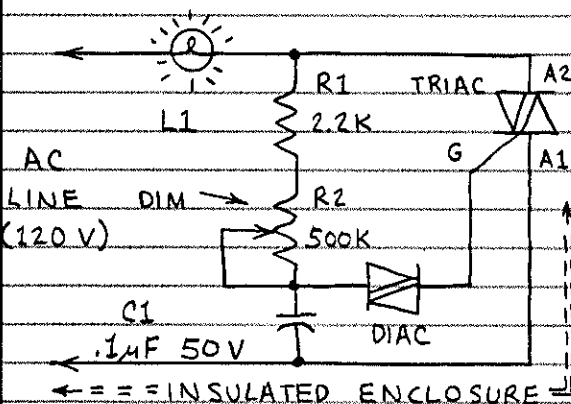 R1 TRIAC A2
L1 2.2K
AC G A1
LINE DIM R2
(120 V) 500K
C1 DIAC
.1µF 50V
INSULATED ENCLOSURE